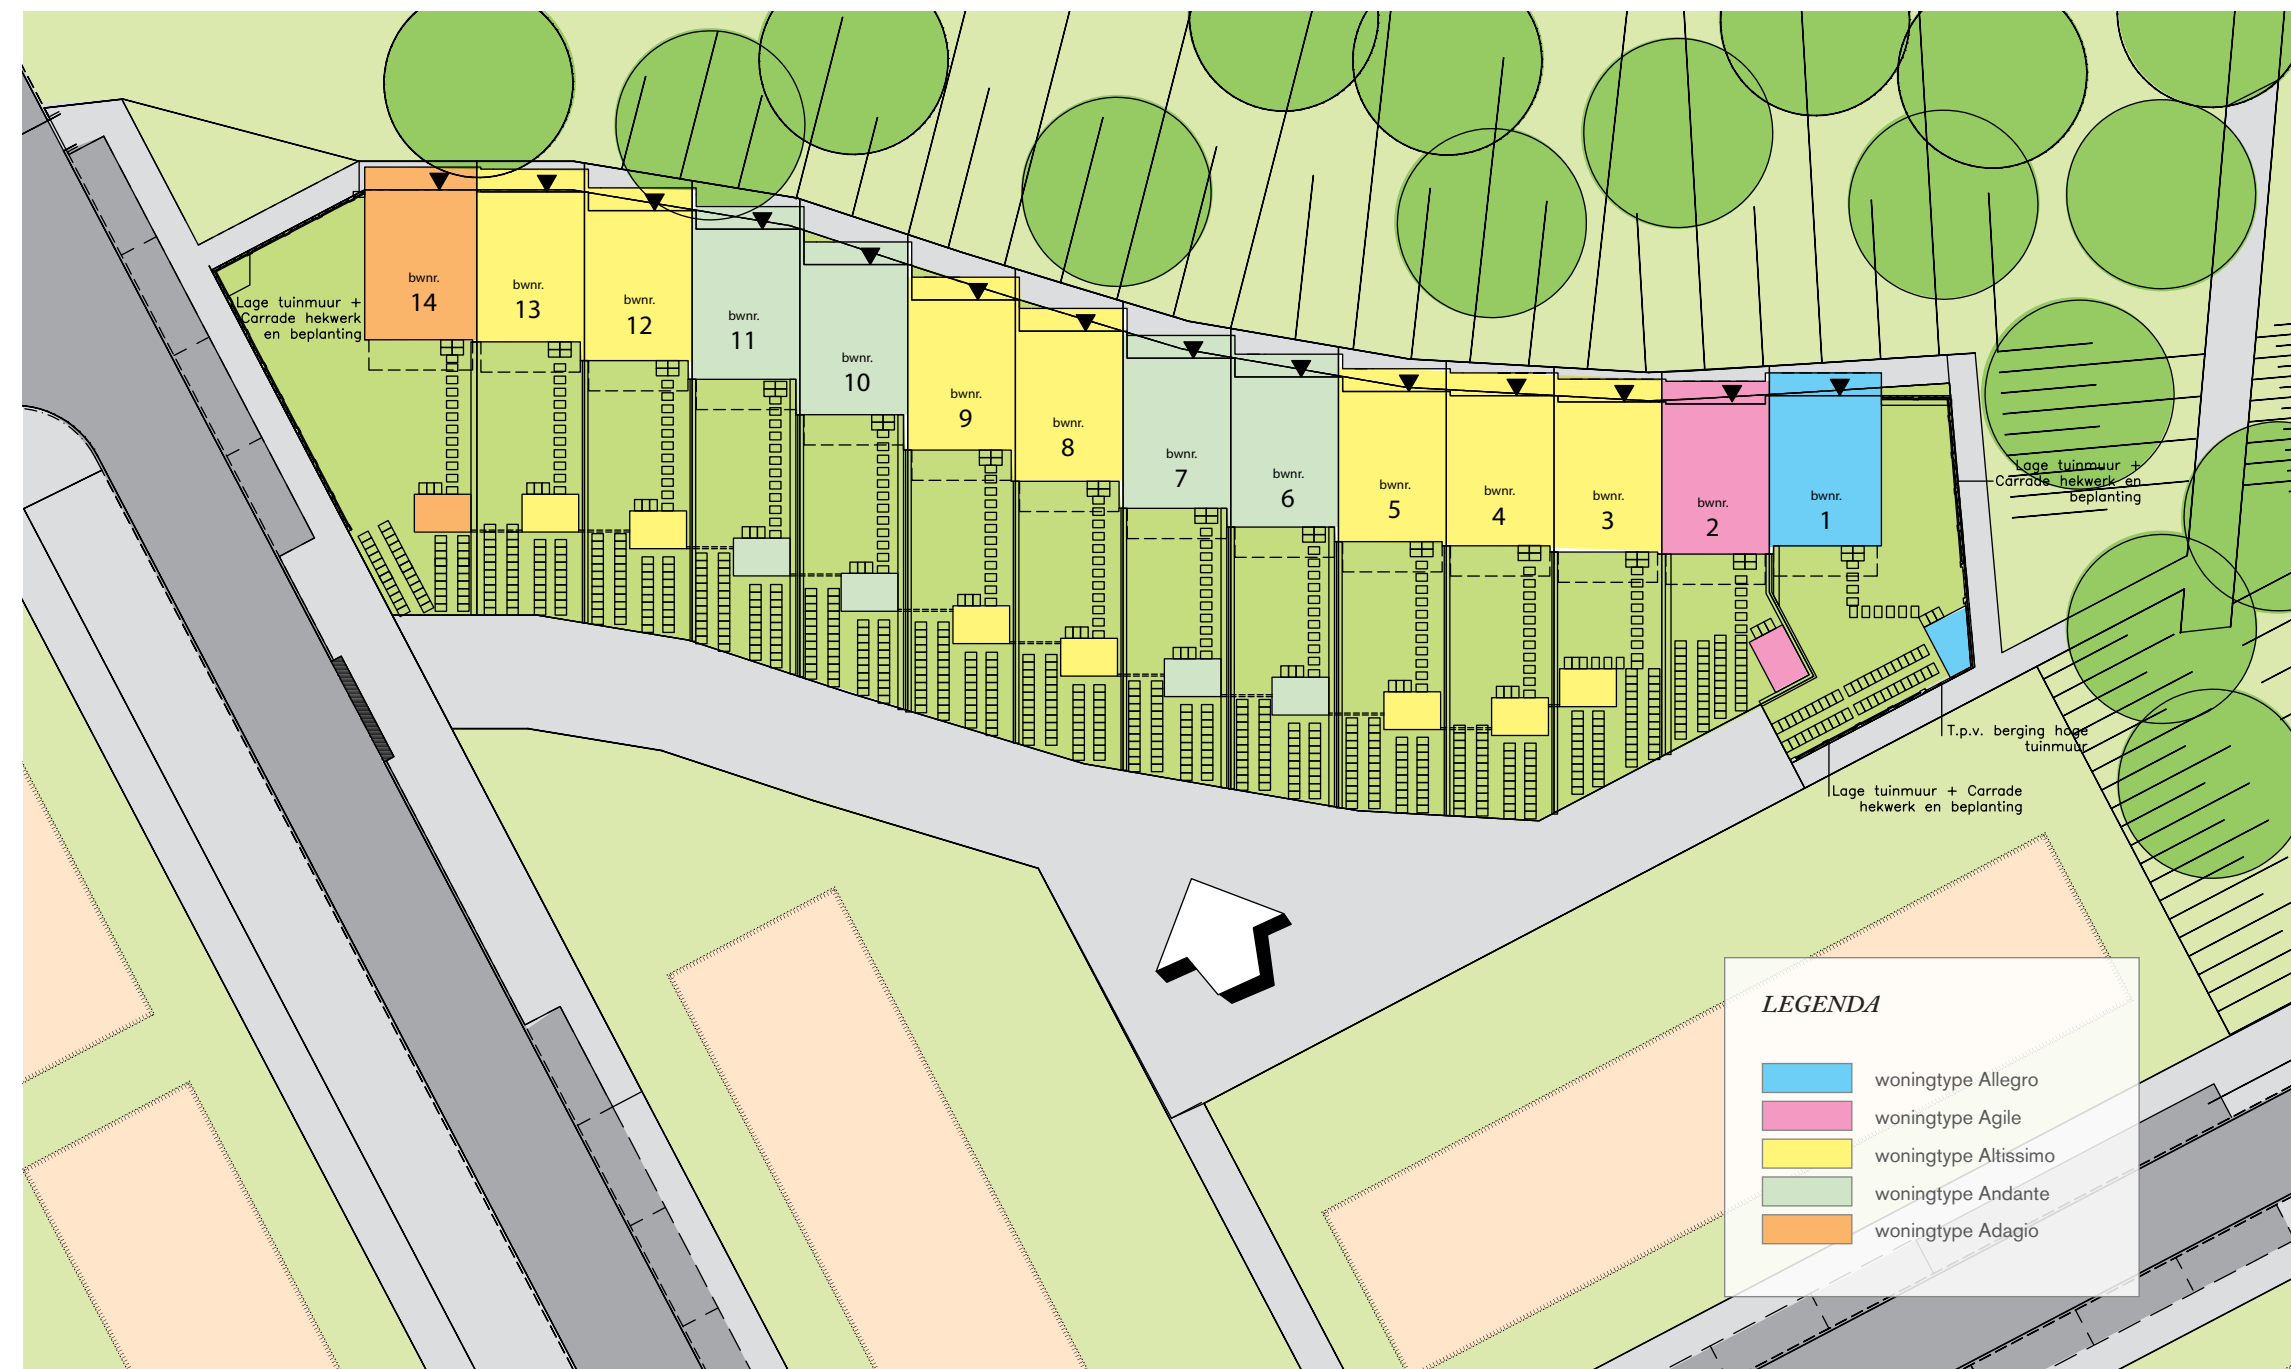 bwnr.
14
bwnr.
13
bwnr.
12
bwnr.
11
bwnr.
10
bwnr.
9
bwnr.
8
bwnr.
7
bwnr.
6
bwnr.
5
bwnr.
4
bwnr.
3
bwnr.
2
bwnr.
1
Lage tuinmuur +
Carrade hekwerk
en beplanting
Lage tuinmuur +
Carrade hekwerk en
beplanting
T.p.v. berging hoge
tuinmuur
Lage tuinmuur + Carrade
hekwerk en beplanting
LEGENDA
woningtype Allegro
woningtype Agile
woningtype Altissimo
woningtype Andante
woningtype Adagio